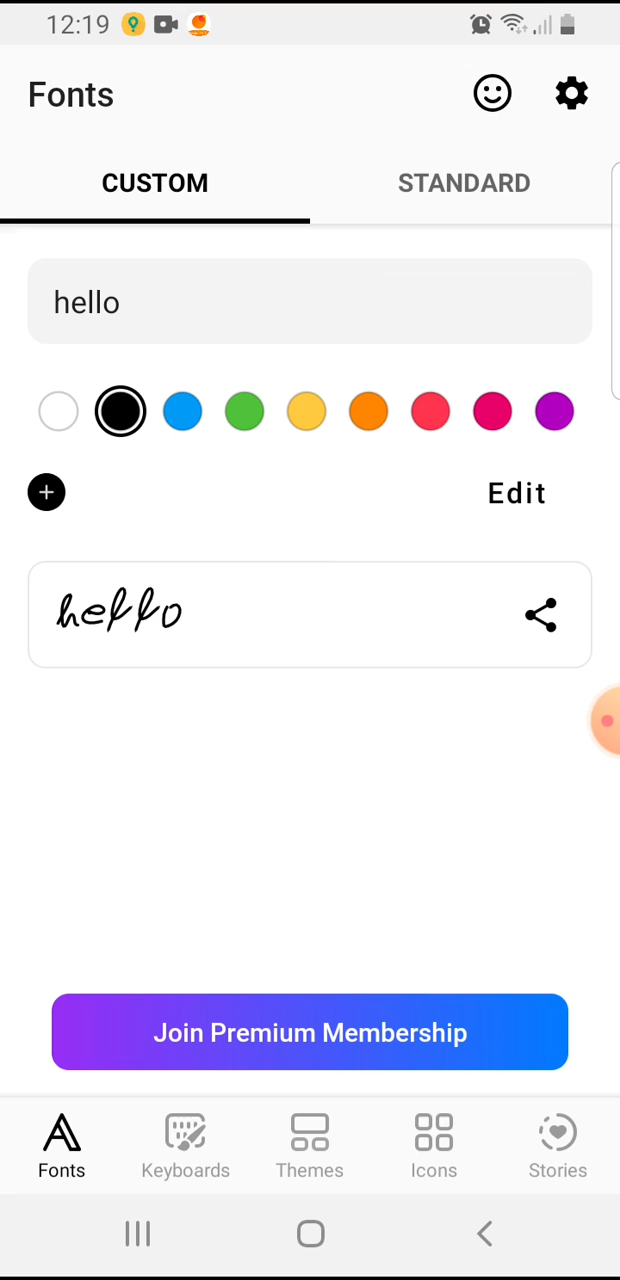 12:19
Fonts
CUSTOM STANDARD
hello
Edit
hello
Join Premium Membership
Fonts Keyboards Themes Icons Stories